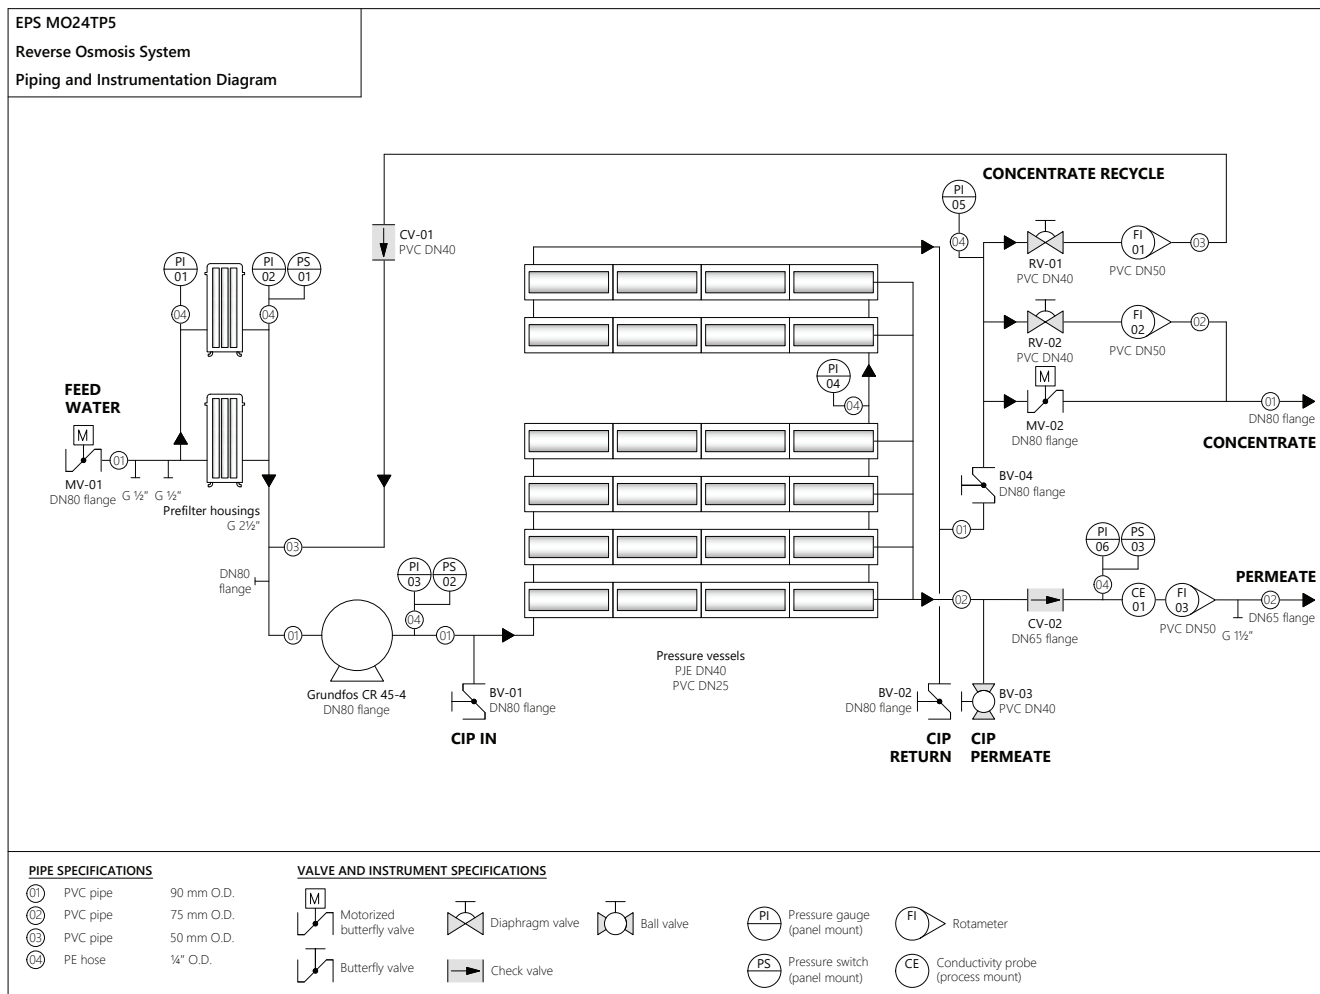 EPS MO24TP5
Reverse Osmosis System
Piping and Instrumentation Diagram
CONCENTRATE RECYCLE
PI
05
04
CV-01
PVC DN40
RV-01
PVC DN40
FI
01
PVC DN50
03
PI
01
04
PI
02
PS
01
04
RV-02
PVC DN40
FI
02
PVC DN50
02
PI
04
04
M
MV-02
DN80 flange
01
DN80 flange
CONCENTRATE
FEED
WATER
M
01
MV-01
DN80 flange
G ½”
G ½”
Prefilter housings
G 2½”
BV-04
DN80 flange
01
03
DN80
flange
PI
03
PS
02
04
01
01
Grundfos CR 45-4
DN80 flange
BV-01
DN80 flange
CIP IN
Pressure vessels
PJE DN40
PVC DN25
02
PI
06
PS
03
04
CV-02
DN65 flange
CE
01
FI
03
PVC DN50
G 1½”
PERMEATE
02
DN65 flange
BV-02
DN80 flange
CIP
RETURN
BV-03
PVC DN40
CIP
PERMEATE
PIPE SPECIFICATIONS
01 PVC pipe 90 mm O.D.
02 PVC pipe 75 mm O.D.
03 PVC pipe 50 mm O.D.
04 PE hose ¼” O.D.
VALVE AND INSTRUMENT SPECIFICATIONS
M
Motorized
butterfly valve
Butterfly valve
Diaphragm valve
Check valve
Ball valve
PI
Pressure gauge
(panel mount)
PS
Pressure switch
(panel mount)
FI
Rotameter
CE
Conductivity probe
(process mount)